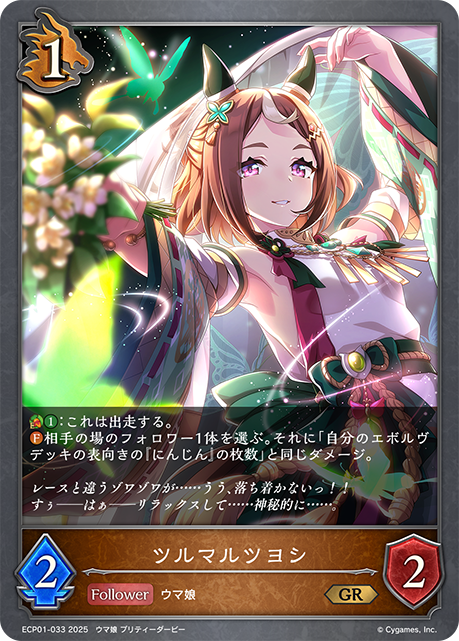 1
①:これは出走する。
F 相手の場のフォロワー1体を選ぶ。それに「自分のエボルヴ
デッキの表向きの『にんじん』の枚数」と同じダメージ。
レースと違うゾワゾワが……うう、落ち着かないっ!!
すぅ──はぁ──リラックスして……神秘的に……。
ツルマルツヨシ
2
Follower ウマ娘
GR
2
ECP01-033 2025 ウマ娘 プリティーダービー
© Cygames, Inc.